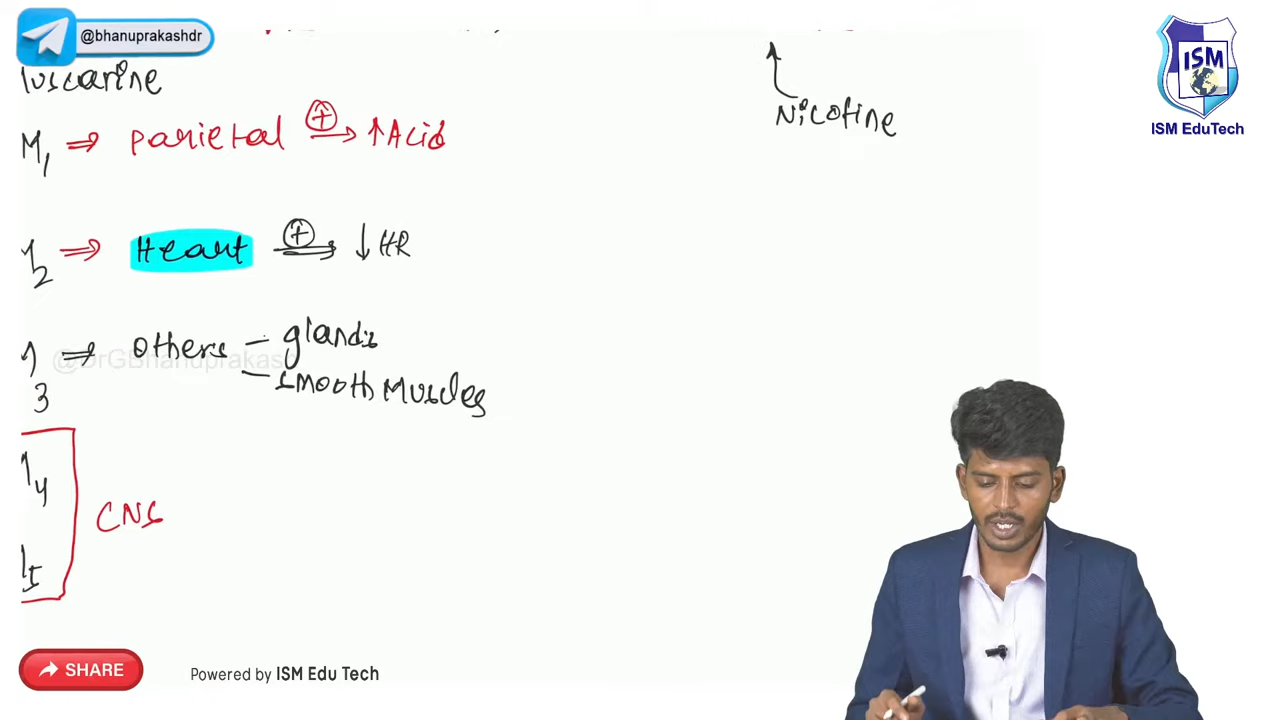 @bhanuprakashdr
uscarine
Nicotine
ISM
ISM EduTech
M1 ⇒ parietal ⊕→ ↑Acid
2 ⇒ Heart ⊕⇒ ↓HR
3 ⇒ others – glands
– smooth Muscles
@DrGBhanuprakash
4
CNS
5
SHARE
Powered by ISM Edu Tech